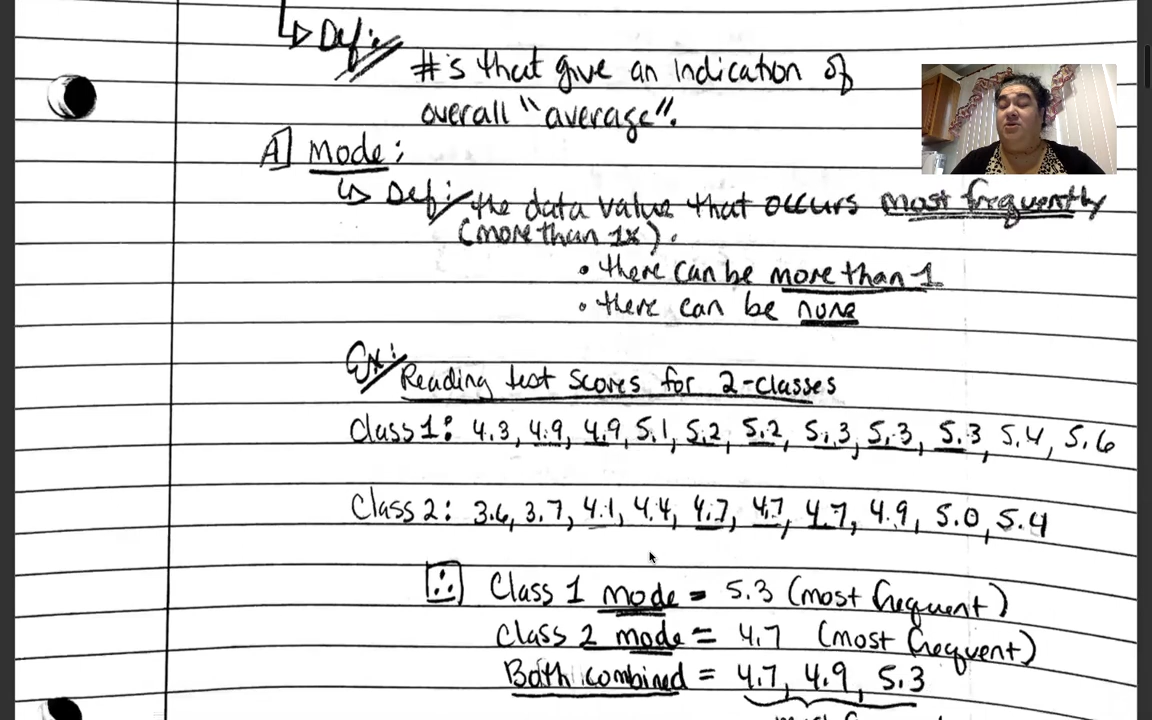 ↳ Def:
#'s that give an indication of
overall "average".
A] Mode:
↳ Def: the data value that occurs most frequently
(more than 1x).
• there can be more than 1
• there can be none
Ex: Reading test scores for 2-classes
Class 1: 4.3, 4.9, 4.9, 5.1, 5.2, 5.2, 5.3, 5.3, 5.3, 5.4, 5.6
Class 2: 3.6, 3.7, 4.1, 4.4, 4.7, 4.7, 4.7, 4.9, 5.0, 5.4
∴ Class 1 mode = 5.3 (most frequent)
Class 2 mode = 4.7 (most frequent)
Both combined = 4.7, 4.9, 5.3